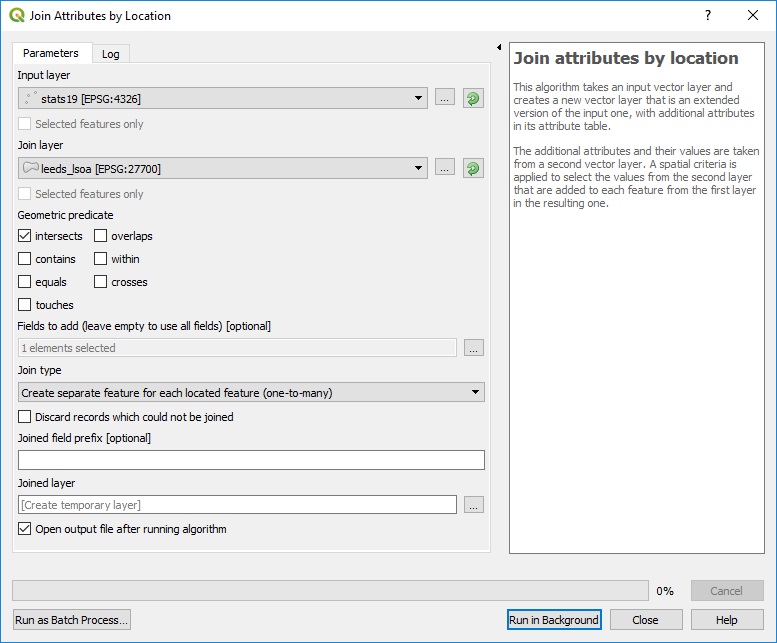 Join Attributes by Location
?
Parameters
Log
Input layer
stats19 [EPSG:4326]
...
Selected features only
Join layer
leeds_lsoa [EPSG:27700]
...
Selected features only
Geometric predicate
intersects overlaps
contains within
equals crosses
touches
Fields to add (leave empty to use all fields) [optional]
1 elements selected
...
Join type
Create separate feature for each located feature (one-to-many)
Discard records which could not be joined
Joined field prefix [optional]
Joined layer
[Create temporary layer]
...
Open output file after running algorithm
Join attributes by location
This algorithm takes an input vector layer and
creates a new vector layer that is an extended
version of the input one, with additional attributes
in its attribute table.
The additional attributes and their values are taken
from a second vector layer. A spatial criteria is
applied to select the values from the second layer
that are added to each feature from the first layer
in the resulting one.
0%
Cancel
Run as Batch Process...
Run in Background
Close
Help